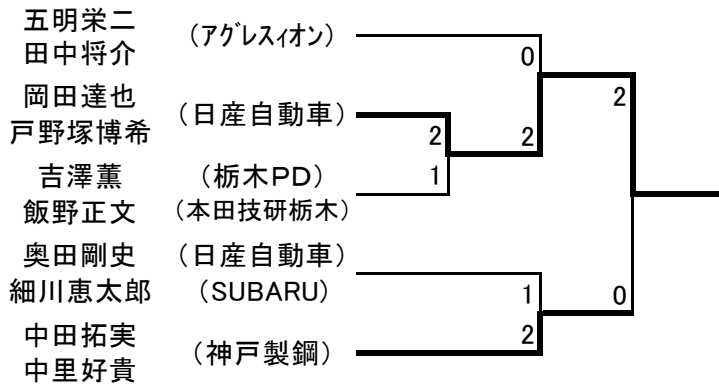 五明栄二
田中将介
（アグレスィオン）
0
岡田達也
戸野塚博希
（日産自動車）
2
2
2
吉澤薫
飯野正文
（栃木PD）
（本田技研栃木）
1
奥田剛史
細川恵太郎
（日産自動車）
（SUBARU）
1
0
中田拓実
中里好貴
（神戸製鋼）
2